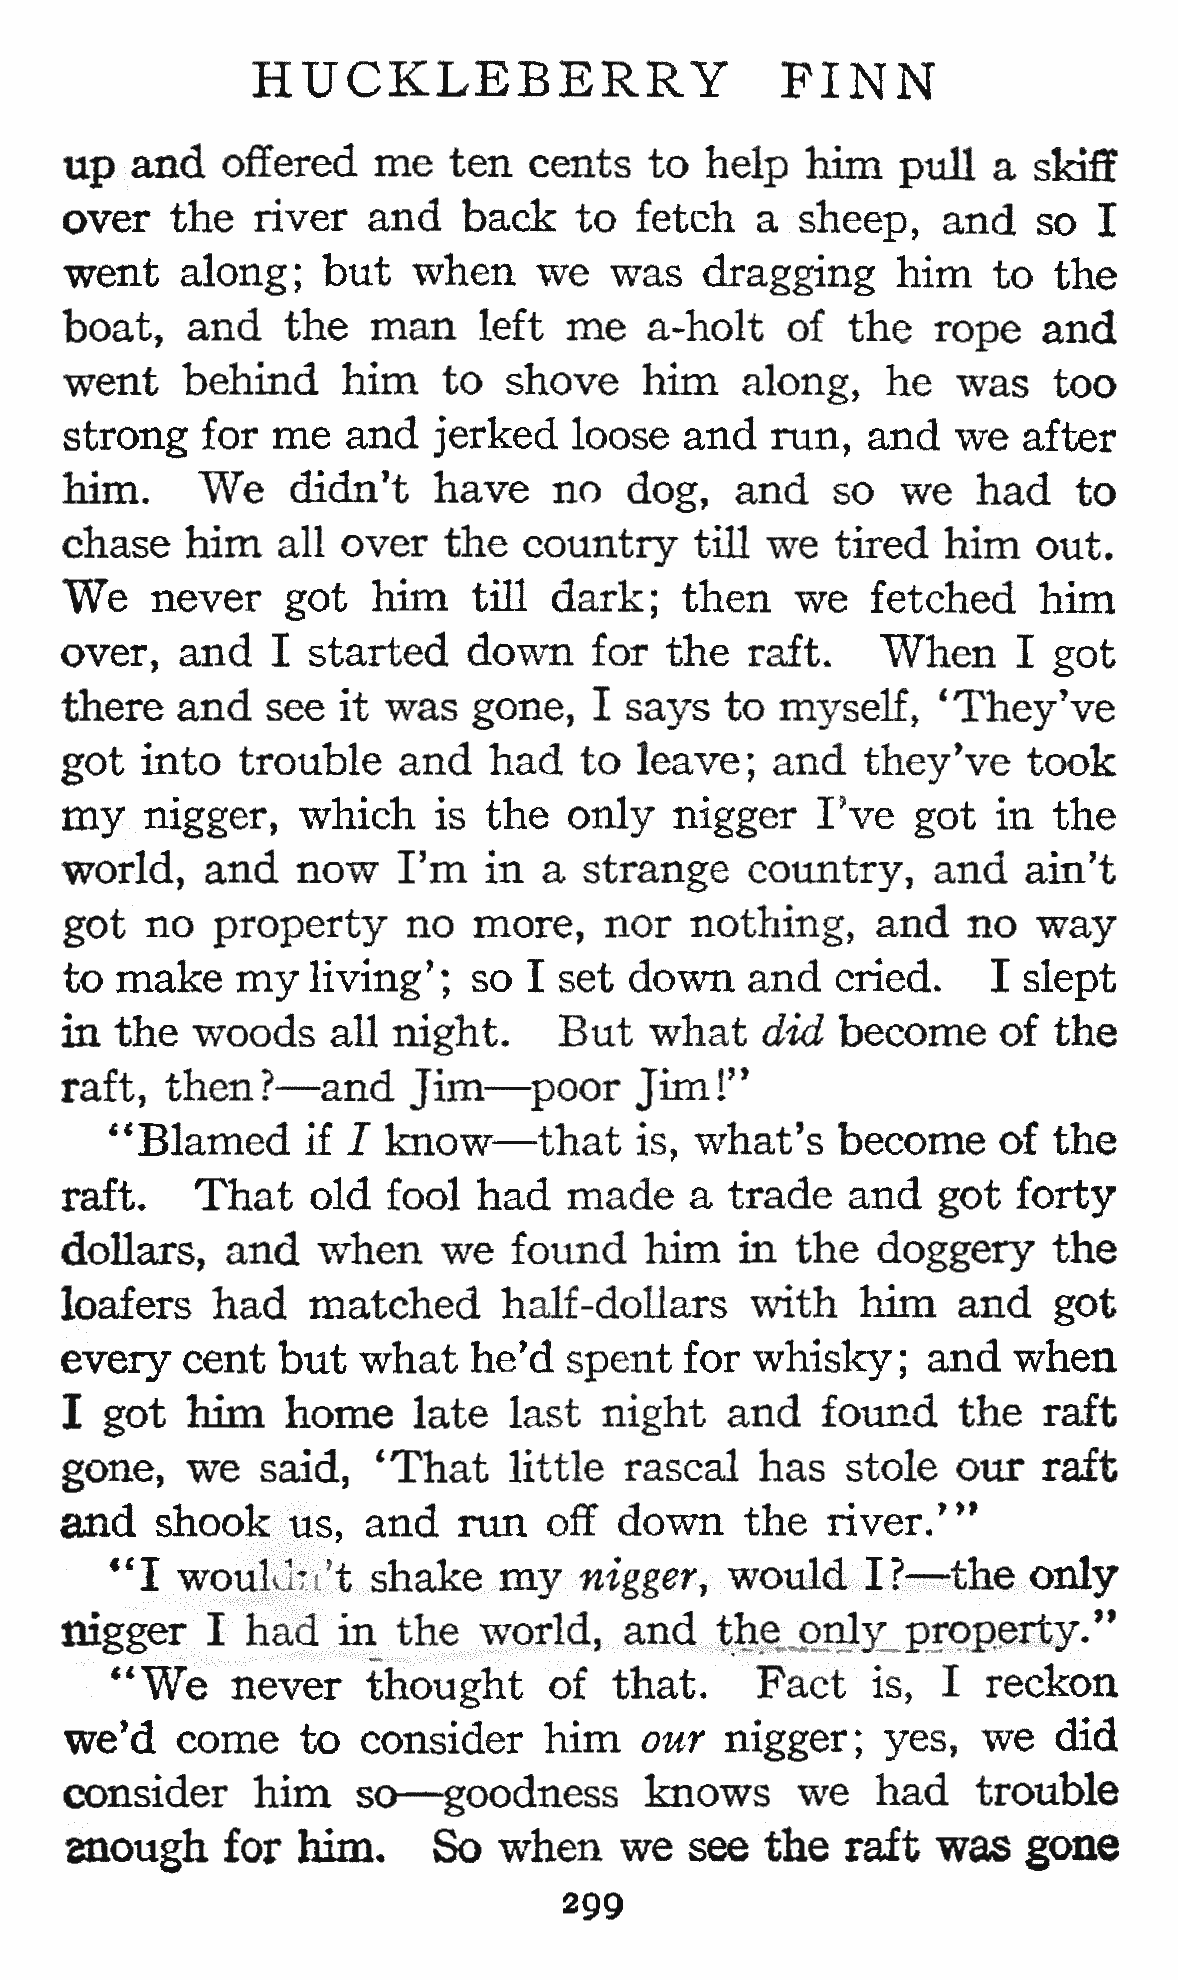 HUCKLEBERRY FINN
up and offered me ten cents to help him pull a skiff
over the river and back to fetch a sheep, and so I
went along; but when we was dragging him to the
boat, and the man left me a-holt of the rope and
went behind him to shove him along, he was too
strong for me and jerked loose and run, and we after
him. We didn't have no dog, and so we had to
chase him all over the country till we tired him out.
We never got him till dark; then we fetched him
over, and I started down for the raft. When I got
there and see it was gone, I says to myself, 'They've
got into trouble and had to leave; and they've took
my nigger, which is the only nigger I've got in the
world, and now I'm in a strange country, and ain't
got no property no more, nor nothing, and no way
to make my living'; so I set down and cried. I slept
in the woods all night. But what did become of the
raft, then?—and Jim—poor Jim!"
"Blamed if I know—that is, what's become of the
raft. That old fool had made a trade and got forty
dollars, and when we found him in the doggery the
loafers had matched half-dollars with him and got
every cent but what he'd spent for whisky; and when
I got him home late last night and found the raft
gone, we said, 'That little rascal has stole our raft
and shook us, and run off down the river.'"
"I wouldn't shake my nigger, would I?—the only
nigger I had in the world, and the only property."
"We never thought of that. Fact is, I reckon
we'd come to consider him our nigger; yes, we did
consider him so—goodness knows we had trouble
enough for him. So when we see the raft was gone
299